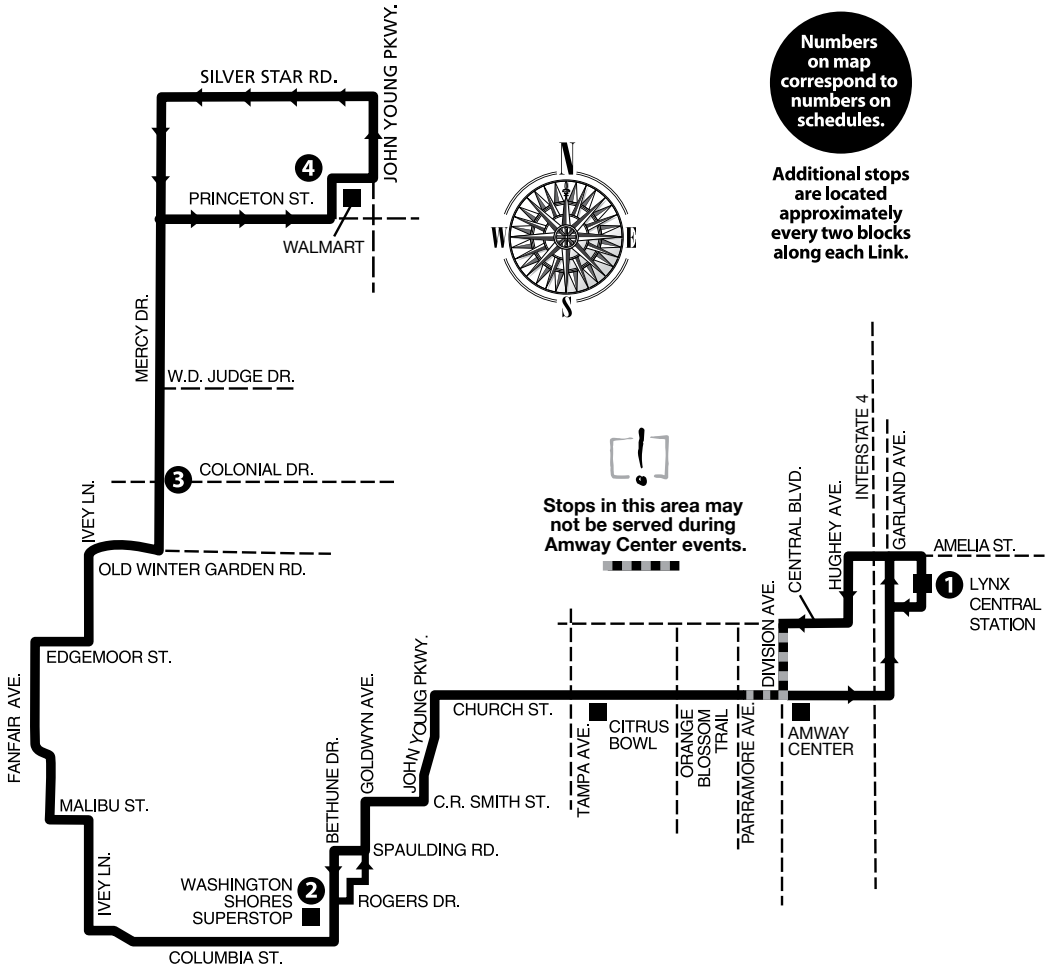 SILVER STAR RD.
JOHN YOUNG PKWY.
4
PRINCETON ST.
WALMART
MERCY DR.
W.D. JUDGE DR.
3
COLONIAL DR.
IVEY LN.
OLD WINTER GARDEN RD.
EDGEMOOR ST.
FANFAIR AVE.
MALIBU ST.
IVEY LN.
COLUMBIA ST.
WASHINGTON
SHORES
SUPERSTOP
2
ROGERS DR.
SPAULDING RD.
BETHUNE DR.
GOLDWYN AVE.
JOHN YOUNG PKWY.
C.R. SMITH ST.
CHURCH ST.
TAMPA AVE.
CITRUS
BOWL
ORANGE
BLOSSOM
TRAIL
PARRAMORE AVE.
DIVISION AVE.
AMWAY
CENTER
CENTRAL BLVD.
HUGHEY AVE.
INTERSTATE 4
GARLAND AVE.
AMELIA ST.
1
LYNX
CENTRAL
STATION
N
W
E
S
!
Stops in this area may
not be served during
Amway Center events.
Numbers
on map
correspond to
numbers on
schedules.
Additional stops
are located
approximately
every two blocks
along each Link.